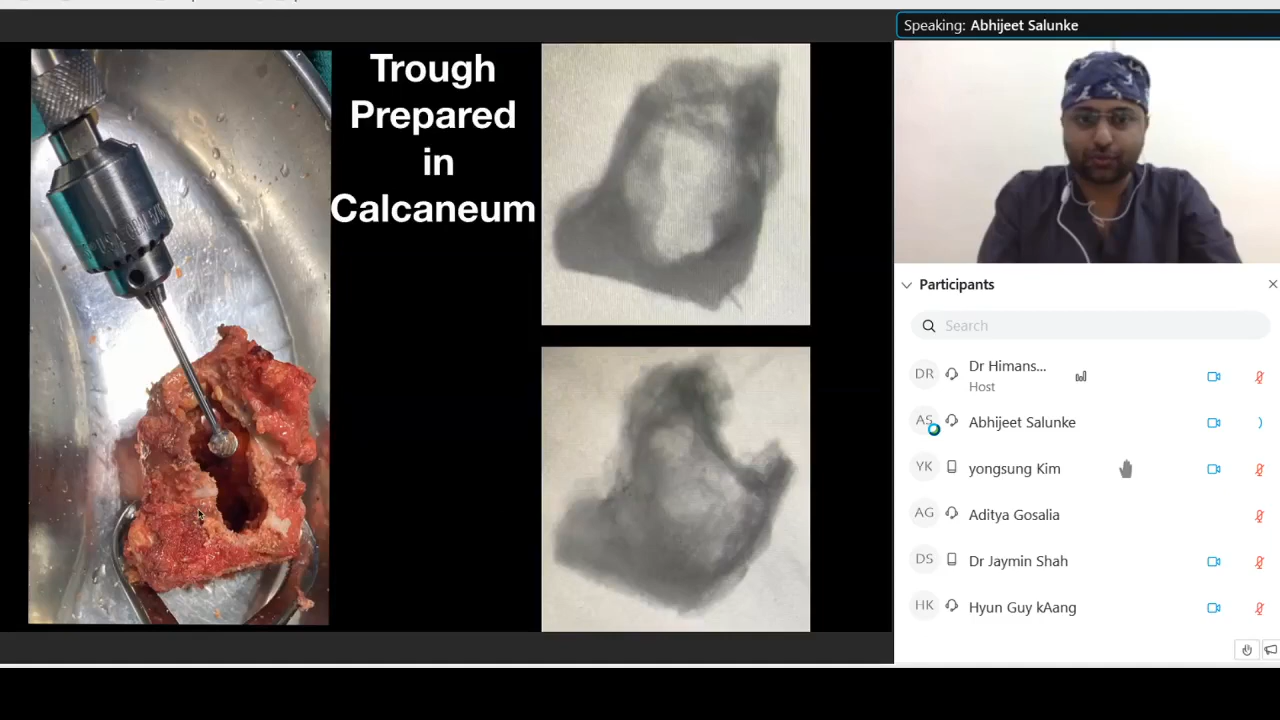 Trough
Prepared
in
Calcaneum
Speaking: Abhijeet Salunke
Participants
Search
DR
Dr Himans...
Host
AS
Abhijeet Salunke
YK
yongsung Kim
AG
Aditya Gosalia
DS
Dr Jaymin Shah
HK
Hyun Guy kAang